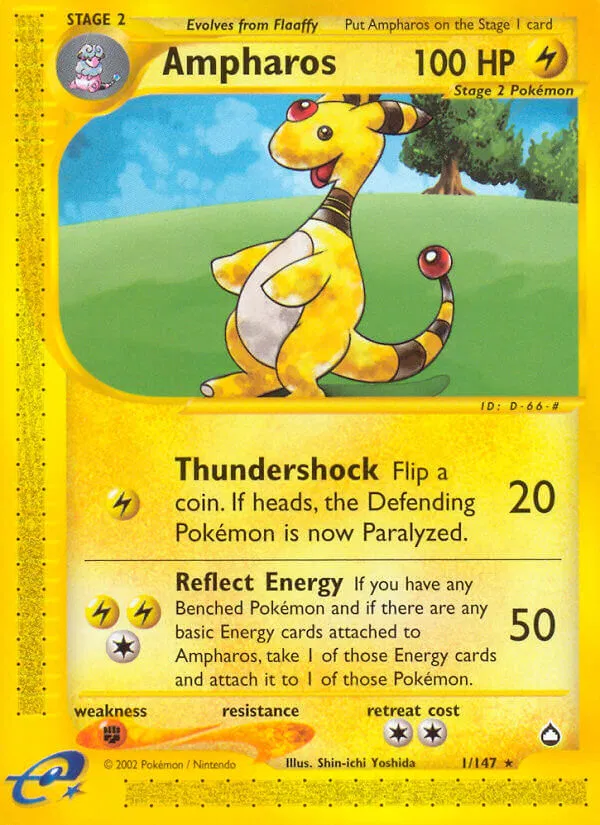 STAGE 2
Evolves from Flaaffy Put Ampharos on the Stage 1 card
Ampharos 100 HP
Stage 2 Pokémon
ID: D-66-#
Thundershock Flip a
coin. If heads, the Defending
Pokémon is now Paralyzed.
20
Reflect Energy If you have any
Benched Pokémon and if there are any
basic Energy cards attached to
Ampharos, take 1 of those Energy cards
and attach it to 1 of those Pokémon.
50
weakness resistance retreat cost
© 2002 Pokémon / Nintendo Illus. Shin-ichi Yoshida 1/147 ★
e